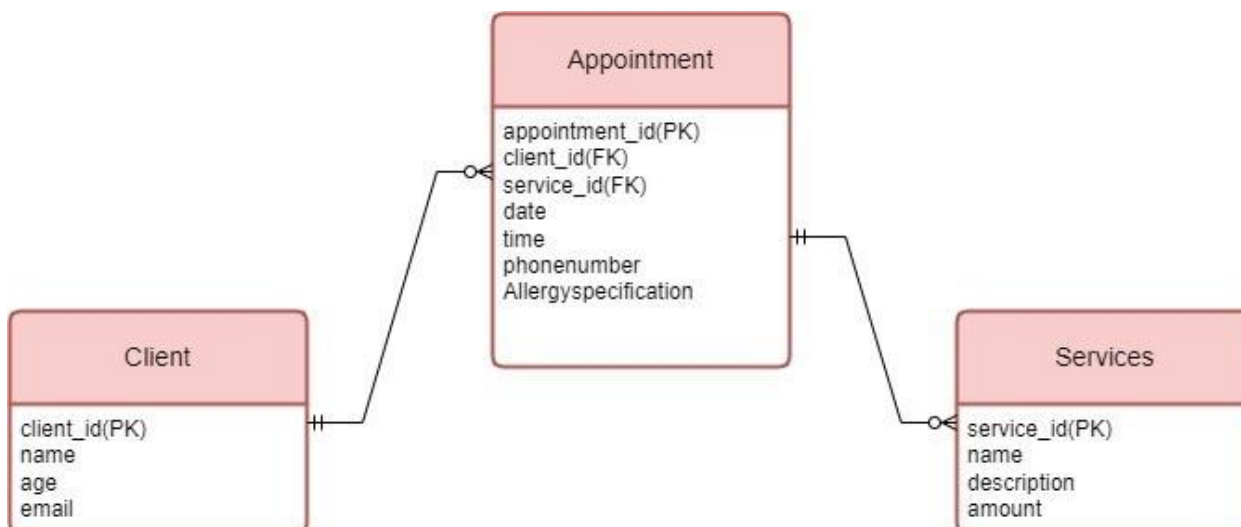 Appointment
appointment_id(PK)
client_id(FK)
service_id(FK)
date
time
phonenumber
Allergyspecification
Client
client_id(PK)
name
age
email
Services
service_id(PK)
name
description
amount